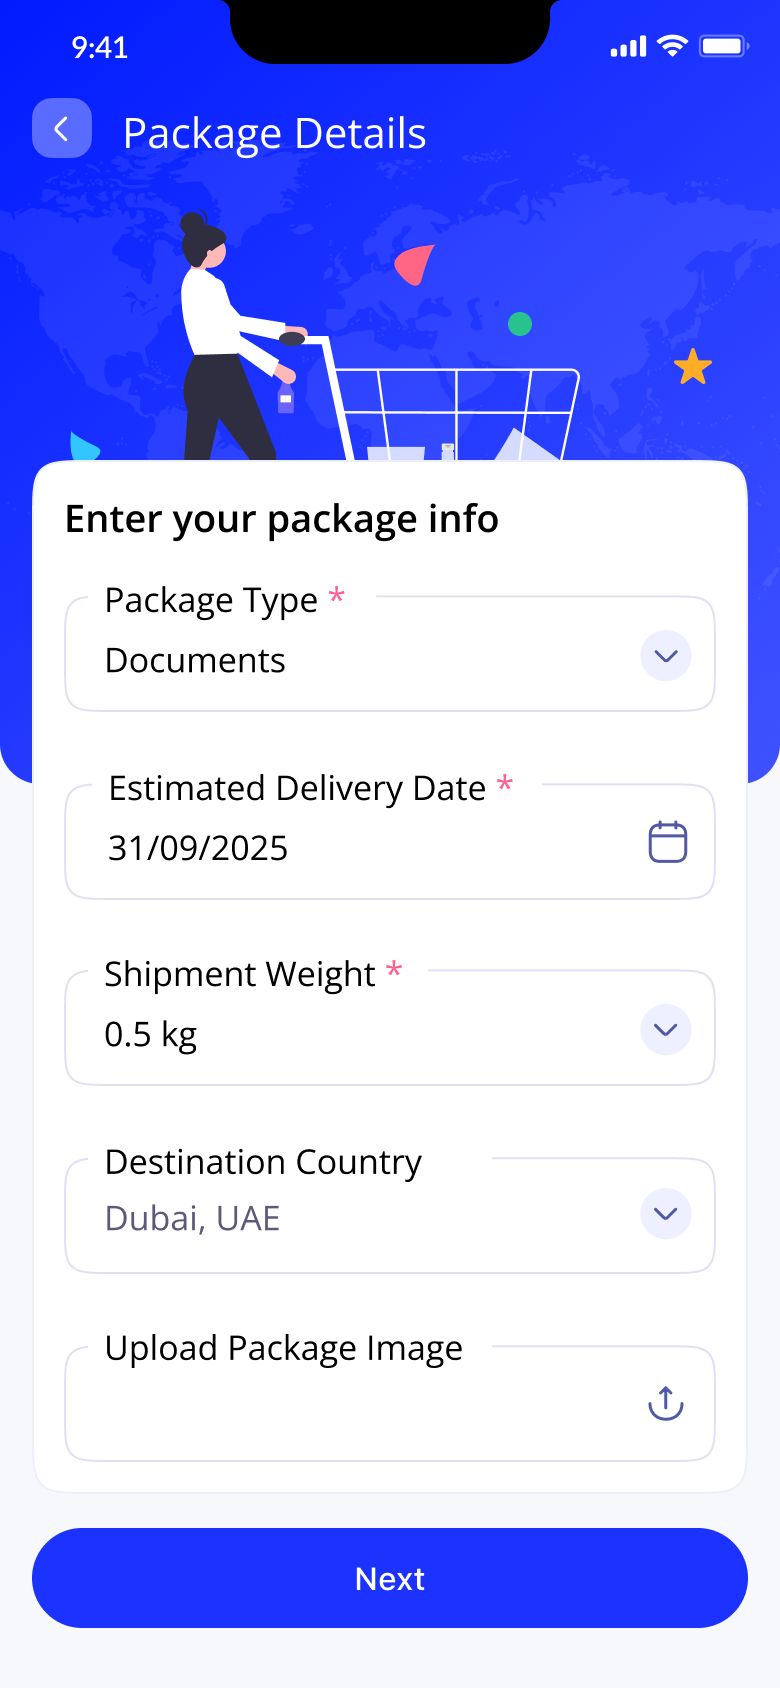 9:41
Package Details
Enter your package info
Package Type *
Documents
Estimated Delivery Date *
31/09/2025
Shipment Weight *
0.5 kg
Destination Country
Dubai, UAE
Upload Package Image
Next